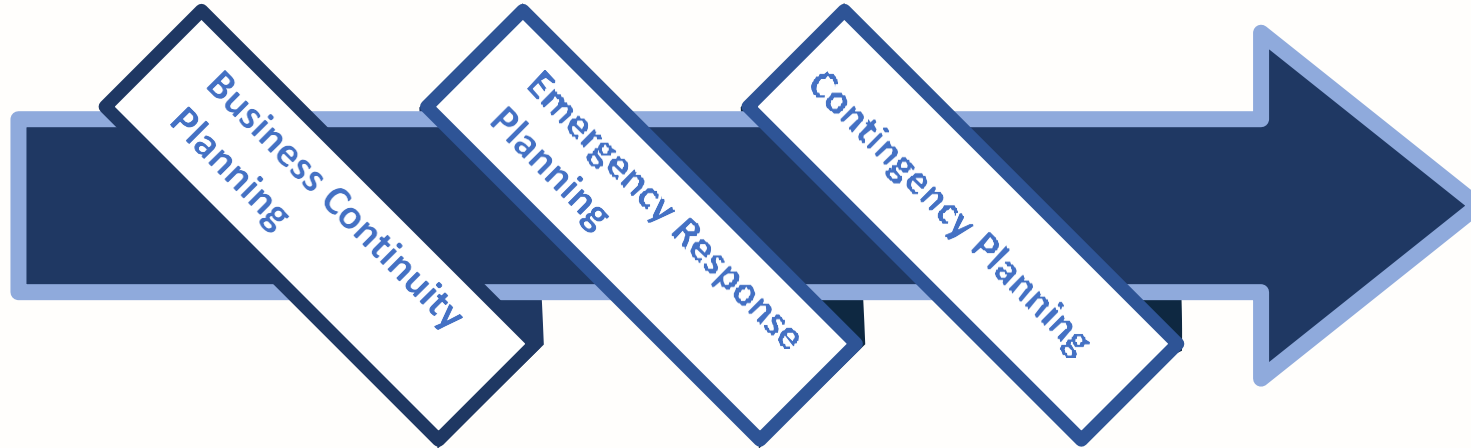 Business Continuity
Planning
Emergency Response
Planning
Contingency Planning